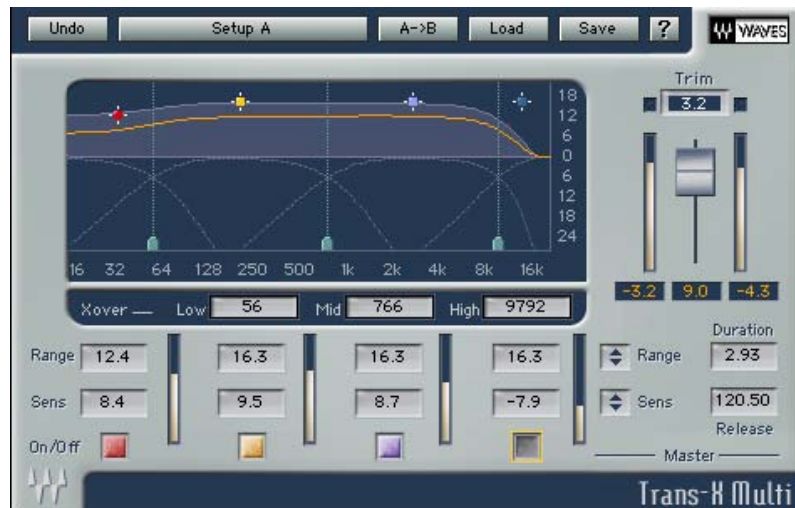 Undo Setup A A->B Load Save ? WAVES
Trim
3.2
18
12
6
0
6
12
18
24
16 32 64 128 250 500 1k 2k 4k 8k 16k
-3.2 9.0 -4.3
Xover Low 56 Mid 766 High 9792
Duration
Range 12.4 16.3 16.3 16.3 Range 2.93
Sens 8.4 9.5 8.7 -7.9 Sens 120.50
Release
On/Off
Master
Trans-X Multi